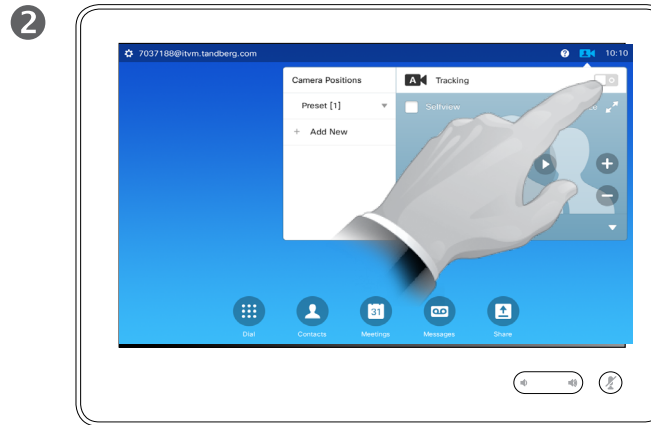 2
7037188@itvm.tandberg.com
? 10:10
Camera Positions
A Tracking
Preset [1]
Selfview
+ Add New
31
Dial
Contacts
Meetings
Messages
Share